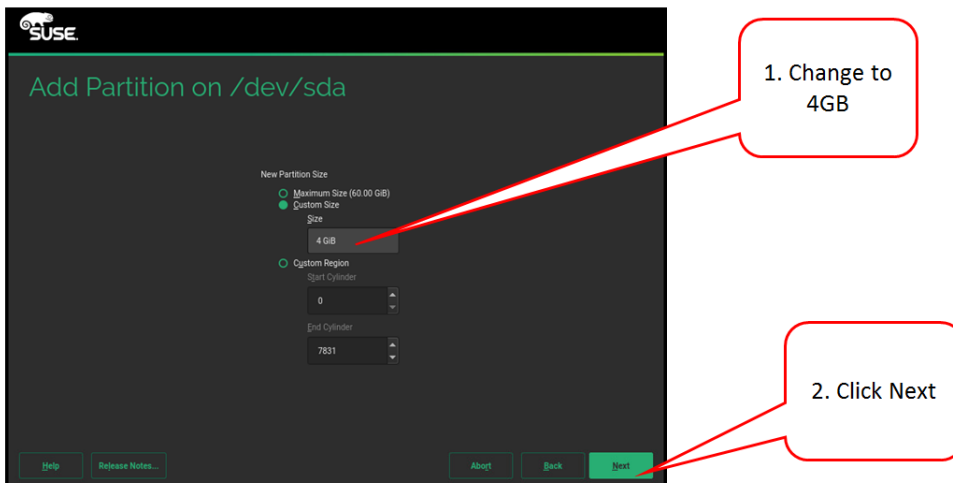 SUSE.
Add Partition on /dev/sda
New Partition Size
Maximum Size (60.00 GiB)
Custom Size
Size
4 GiB
Custom Region
Start Cylinder
0
End Cylinder
7831
Help
Release Notes...
Abort
Back
Next
1. Change to
4GB
2. Click Next